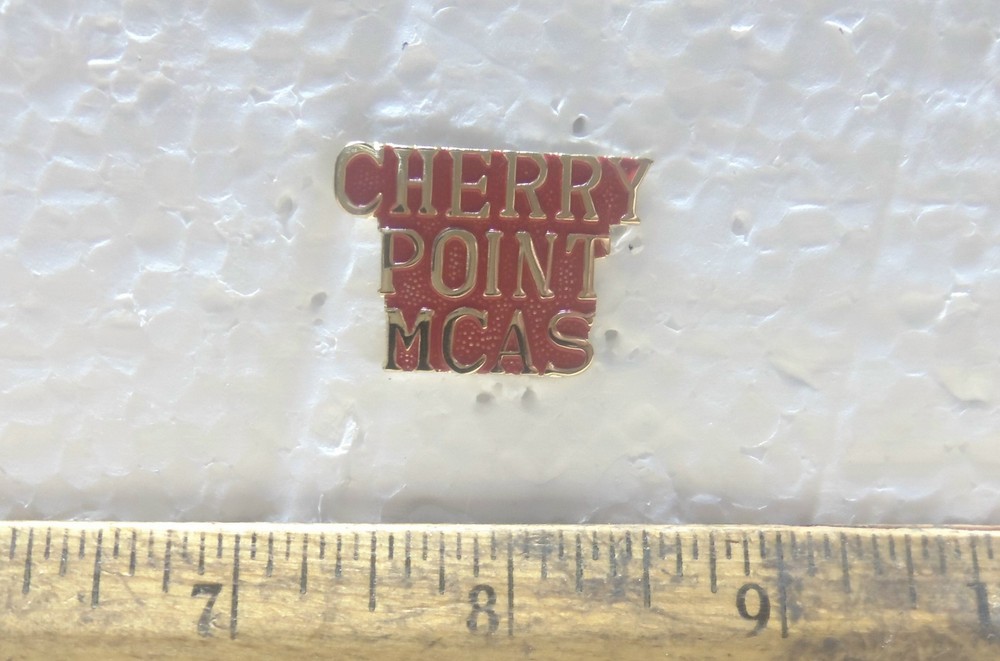 CHERRY
POINT
MCAS
7 8 9